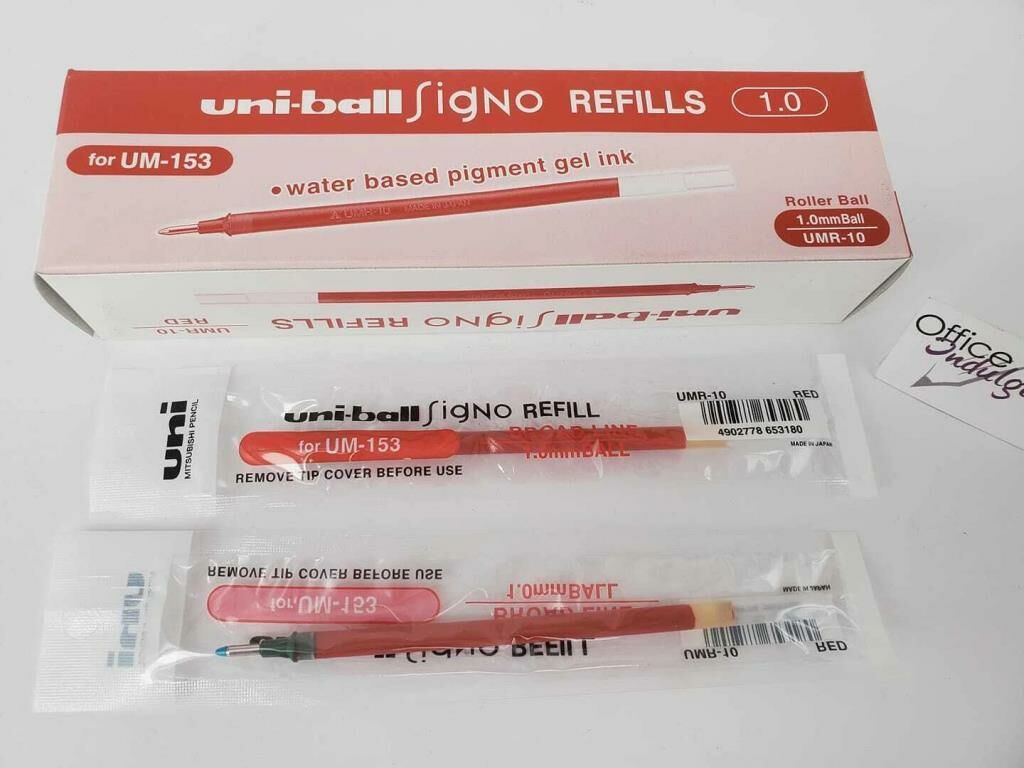 uni-ball Signo REFILLS 1.0
for UM-153
• water based pigment gel ink
UMR-10 MADE IN JAPAN
Roller Ball
1.0mmBall
UMR-10
uni-ball Signo REFILLS
UMR-10
RED
Office
uni
MITSUBISHI PENCIL
uni-ball Signo REFILL
for UM-153
REMOVE TIP COVER BEFORE USE
BROAD LINE
1.0mmBALL
UMR-10 RED
4902778 653180
MADE IN JAPAN
REMOVE TIP COVER BEFORE USE
for UM-153
1.0mmBALL
BROAD LINE
Signo REFILL
MADE IN JAPAN
UMR-10 RED